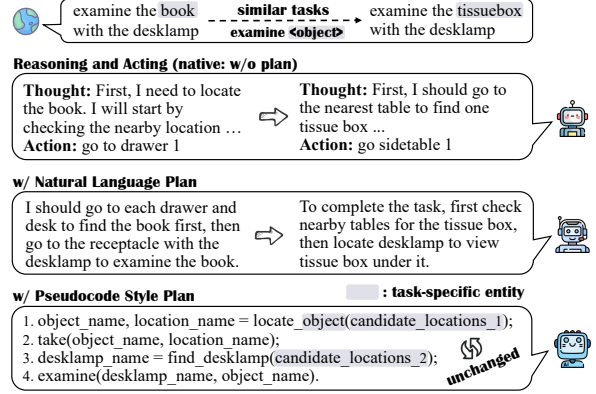 examine the book
with the desklamp
similar tasks
examine <object>
examine the tissuebox
with the desklamp
Reasoning and Acting (native: w/o plan)
Thought: First, I need to locate
the book. I will start by
checking the nearby location …
Action: go to drawer 1
Thought: First, I should go to
the nearest table to find one
tissue box ...
Action: go sidetable 1
w/ Natural Language Plan
I should go to each drawer and
desk to find the book first, then
go to the receptacle with the
desklamp to examine the book.
To complete the task, first check
nearby tables for the tissue box,
then locate desklamp to view
tissue box under it.
w/ Pseudocode Style Plan
: task-specific entity
1. object_name, location_name = locate_object(candidate_locations_1);
2. take(object_name, location_name);
3. desklamp_name = find_desklamp(candidate_locations_2);
4. examine(desklamp_name, object_name).
unchanged